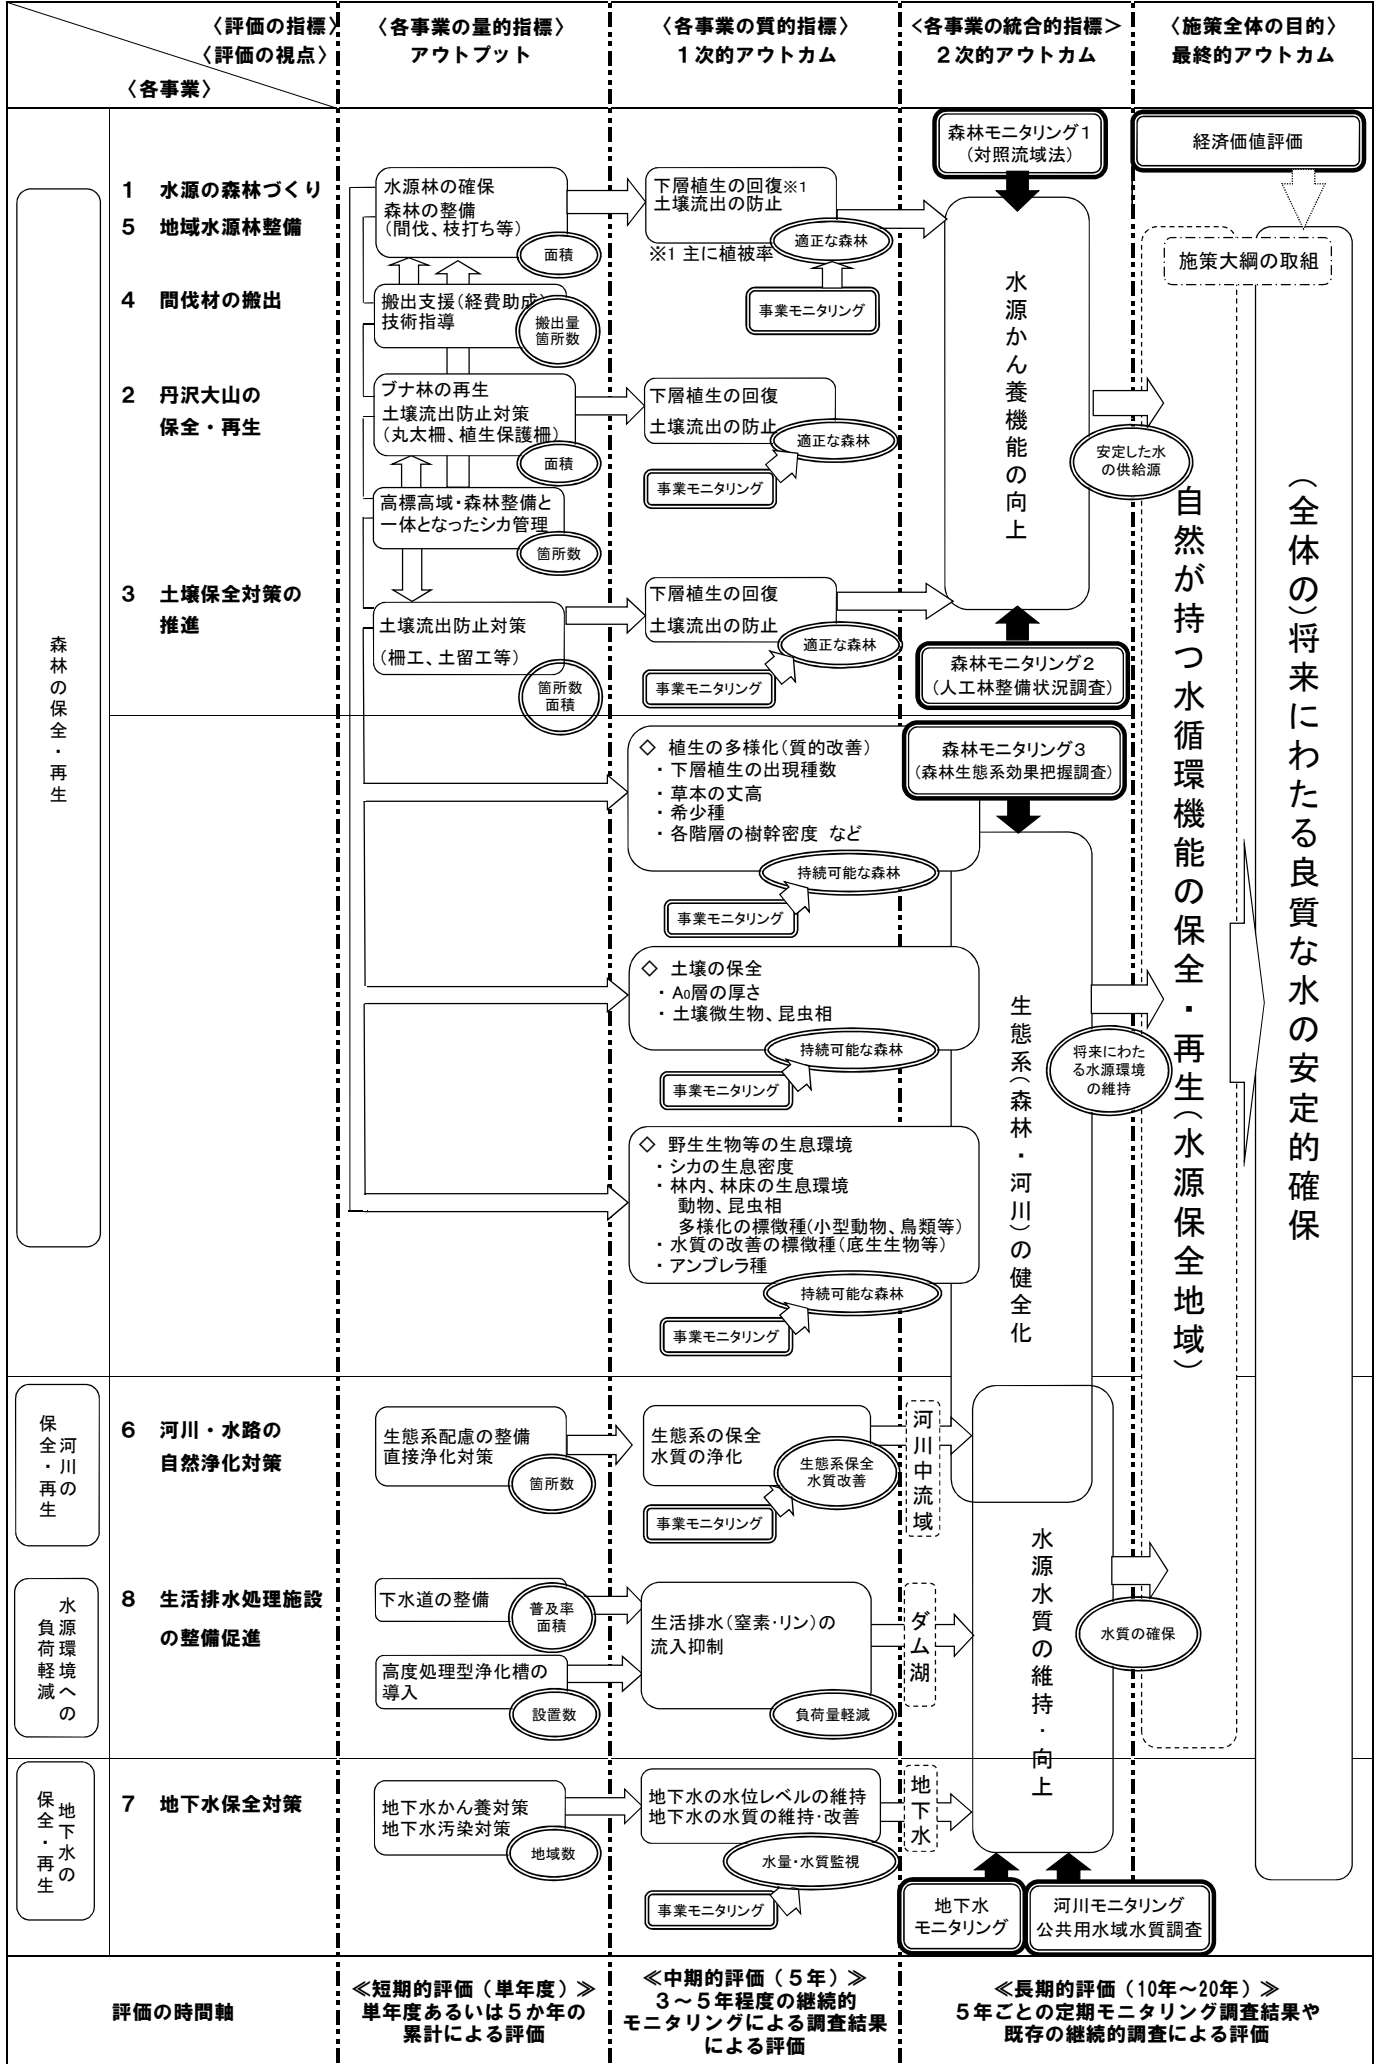 〈評価の指標〉
〈評価の視点〉
〈各事業〉
〈各事業の量的指標〉
アウトプット
〈各事業の質的指標〉
1次的アウトカム
<各事業の統合的指標>
2次的アウトカム
〈施策全体の目的〉
最終的アウトカム
森林の保全・再生
1 水源の森林づくり
5 地域水源林整備
4 間伐材の搬出
2 丹沢大山の
保全・再生
3 土壌保全対策の
推進
水源林の確保
森林の整備
(間伐、枝打ち等)
面積
搬出支援(経費助成)
技術指導
搬出量
箇所数
ブナ林の再生
土壌流出防止対策
(丸太柵、植生保護柵)
面積
高標高域・森林整備と
一体となったシカ管理
箇所数
土壌流出防止対策
(柵工、土留工等)
箇所数
面積
下層植生の回復※1
土壌流出の防止
適正な森林
※1 主に植被率
事業モニタリング
下層植生の回復
土壌流出の防止
適正な森林
事業モニタリング
下層植生の回復
土壌流出の防止
適正な森林
事業モニタリング
◇ 植生の多様化(質的改善)
・下層植生の出現種数
・草本の丈高
・希少種
・各階層の樹幹密度 など
持続可能な森林
事業モニタリング
◇ 土壌の保全
・A0層の厚さ
・土壌微生物、昆虫相
持続可能な森林
事業モニタリング
◇ 野生生物等の生息環境
・シカの生息密度
・林内、林床の生息環境
動物、昆虫相
多様化の標徴種(小型動物、鳥類等)
・水質の改善の標徴種(底生生物等)
・アンブレラ種
持続可能な森林
事業モニタリング
森林モニタリング1
(対照流域法)
水源かん養機能の向上
森林モニタリング2
(人工林整備状況調査)
森林モニタリング3
(森林生態系効果把握調査)
生態系(森林・河川)の健全化
経済価値評価
施策大綱の取組
安定した水
の供給源
将来にわた
る水源環境
の維持
自然が持つ水循環機能の保全・再生(水源保全地域)
(全体の)将来にわたる良質な水の安定的確保
河川の
保全・再生
6 河川・水路の
自然浄化対策
生態系配慮の整備
直接浄化対策
箇所数
生態系の保全
水質の浄化
生態系保全
水質改善
事業モニタリング
河川中流域
水源環境への
負荷軽減
8 生活排水処理施設
の整備促進
下水道の整備
普及率
面積
高度処理型浄化槽の
導入
設置数
生活排水(窒素・リン)の
流入抑制
負荷量軽減
ダム湖
水源水質の維持・向上
水質の確保
地下水の
保全・再生
7 地下水保全対策
地下水かん養対策
地下水汚染対策
地域数
地下水の水位レベルの維持
地下水の水質の維持・改善
水量・水質監視
事業モニタリング
地下水
地下水
モニタリング
河川モニタリング
公共用水域水質調査
評価の時間軸
≪短期的評価(単年度)≫
単年度あるいは5か年の
累計による評価
≪中期的評価(5年)≫
3～5年程度の継続的
モニタリングによる調査結果
による評価
≪長期的評価(10年～20年)≫
5年ごとの定期モニタリング調査結果や
既存の継続的調査による評価